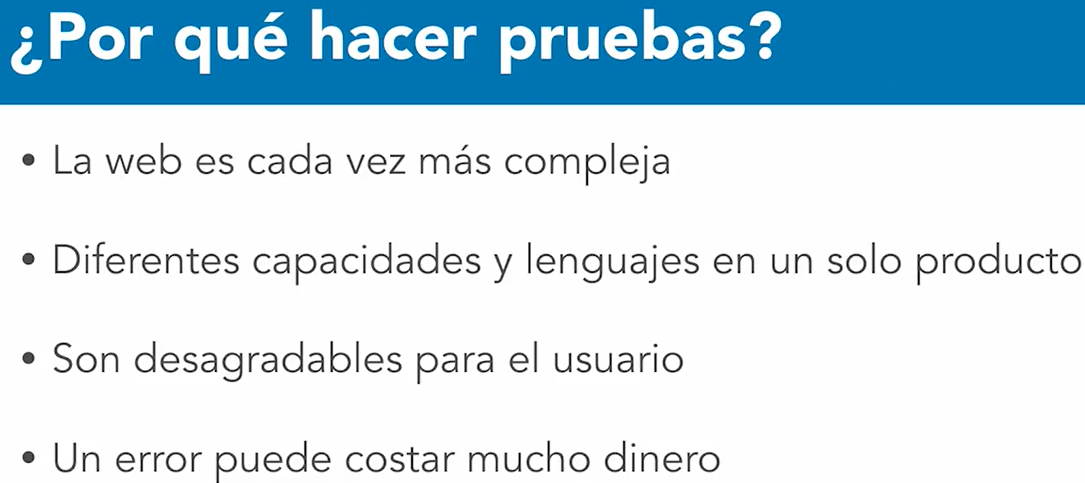 ¿Por qué hacer pruebas?
• La web es cada vez más compleja
• Diferentes capacidades y lenguajes en un solo producto
• Son desagradables para el usuario
• Un error puede costar mucho dinero